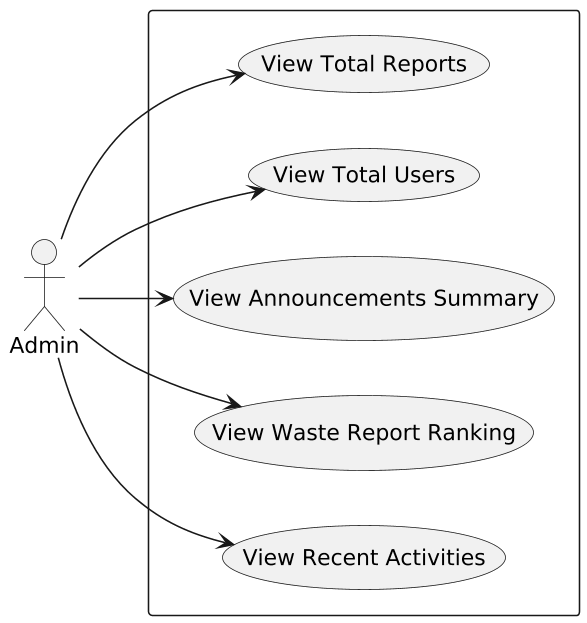 View Total Reports
View Total Users
View Announcements Summary
Admin
View Waste Report Ranking
View Recent Activities